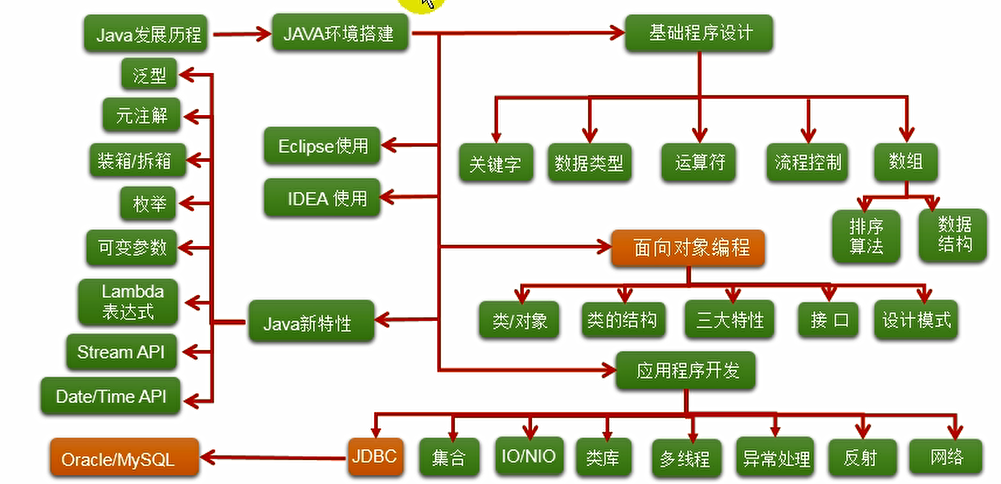 Java发展历程
JAVA环境搭建
基础程序设计
泛型
元注解
装箱/拆箱
枚举
可变参数
Lambda
表达式
Stream API
Date/Time API
Eclipse使用
IDEA 使用
Java新特性
关键字
数据类型
运算符
流程控制
数组
排序
算法
数据
结构
面向对象编程
类/对象
类的结构
三大特性
接 口
设计模式
应用程序开发
Oracle/MySQL
JDBC
集合
IO/NIO
类库
多线程
异常处理
反射
网络